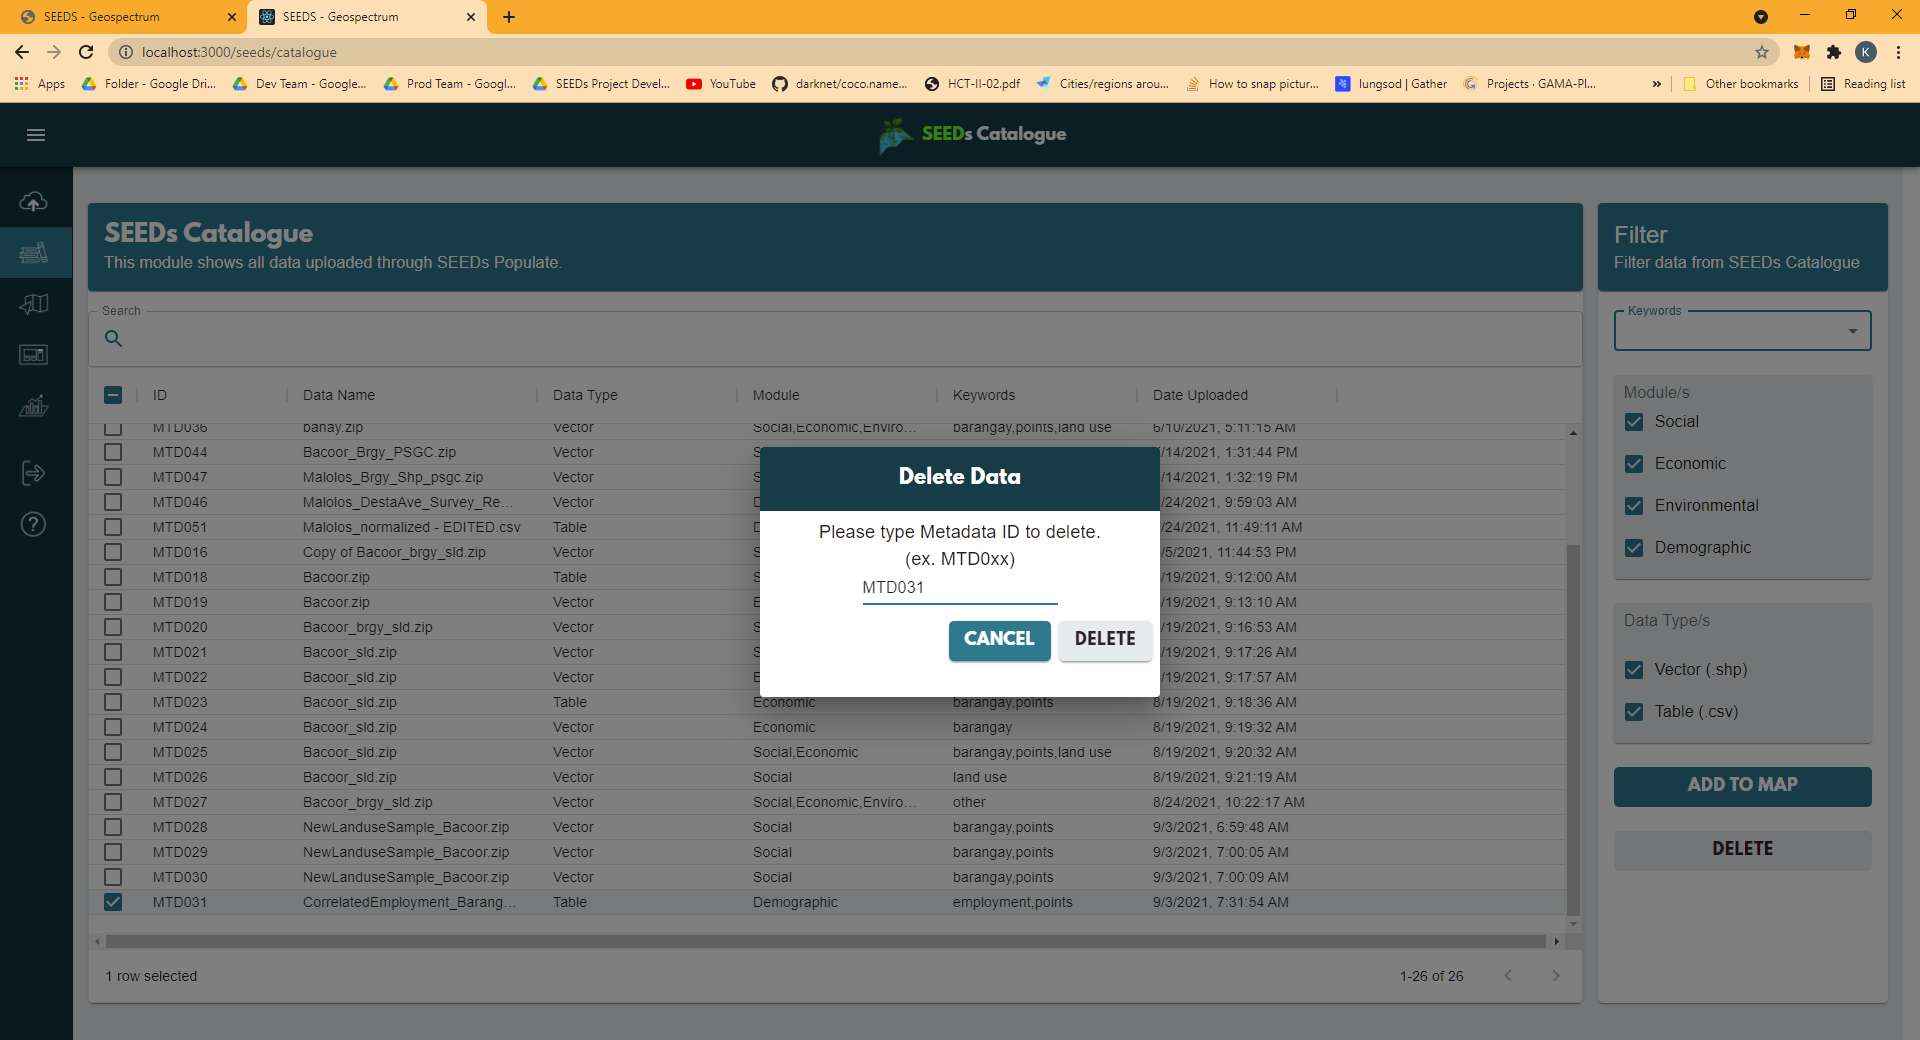 SEEDS - Geospectrum
SEEDS - Geospectrum
localhost:3000/seeds/catalogue
K
Apps Folder - Google Dri... Dev Team - Google... Prod Team - Googl... SEEDs Project Devel... YouTube darknet/coco.name... HCT-II-02.pdf Cities/regions arou... How to snap pictur... lungsod | Gather Projects · GAMA-Pl... » Other bookmarks Reading list
SEEDs Catalogue
SEEDs Catalogue
This module shows all data uploaded through SEEDs Populate.
Search
ID Data Name Data Type Module Keywords Date Uploaded
MTD036 banay.zip Vector Social,Economic,Enviro... barangay,points,land use 6/10/2021, 5:11:15 AM
MTD044 Bacoor_Brgy_PSGC.zip Vector S /14/2021, 1:31:44 PM
MTD047 Malolos_Brgy_Shp_psgc.zip Vector S /14/2021, 1:32:19 PM
MTD046 Malolos_DestaAve_Survey_Re... Vector D /24/2021, 9:59:03 AM
MTD051 Malolos_normalized - EDITED.csv Table D /24/2021, 11:49:11 AM
MTD016 Copy of Bacoor_brgy_sld.zip Vector S /5/2021, 11:44:53 PM
MTD018 Bacoor.zip Table S /19/2021, 9:12:00 AM
MTD019 Bacoor.zip Vector E /19/2021, 9:13:10 AM
MTD020 Bacoor_brgy_sld.zip Vector S /19/2021, 9:16:53 AM
MTD021 Bacoor_sld.zip Vector S /19/2021, 9:17:26 AM
MTD022 Bacoor_sld.zip Vector E /19/2021, 9:17:57 AM
MTD023 Bacoor_sld.zip Table Economic barangay,points 8/19/2021, 9:18:36 AM
MTD024 Bacoor_sld.zip Vector Economic barangay 8/19/2021, 9:19:32 AM
MTD025 Bacoor_sld.zip Vector Social,Economic barangay,points,land use 8/19/2021, 9:20:32 AM
MTD026 Bacoor_sld.zip Vector Social land use 8/19/2021, 9:21:19 AM
MTD027 Bacoor_brgy_sld.zip Vector Social,Economic,Enviro... other 8/24/2021, 10:22:17 AM
MTD028 NewLanduseSample_Bacoor.zip Vector Social barangay,points 9/3/2021, 6:59:48 AM
MTD029 NewLanduseSample_Bacoor.zip Vector Social barangay,points 9/3/2021, 7:00:05 AM
MTD030 NewLanduseSample_Bacoor.zip Vector Social barangay,points 9/3/2021, 7:00:09 AM
MTD031 CorrelatedEmployment_Barang... Table Demographic employment,points 9/3/2021, 7:31:54 AM
1 row selected
1-26 of 26
Delete Data
Please type Metadata ID to delete.
(ex. MTD0xx)
MTD031
CANCEL DELETE
Filter
Filter data from SEEDs Catalogue
Keywords
Module/s
Social
Economic
Environmental
Demographic
Data Type/s
Vector (.shp)
Table (.csv)
ADD TO MAP
DELETE